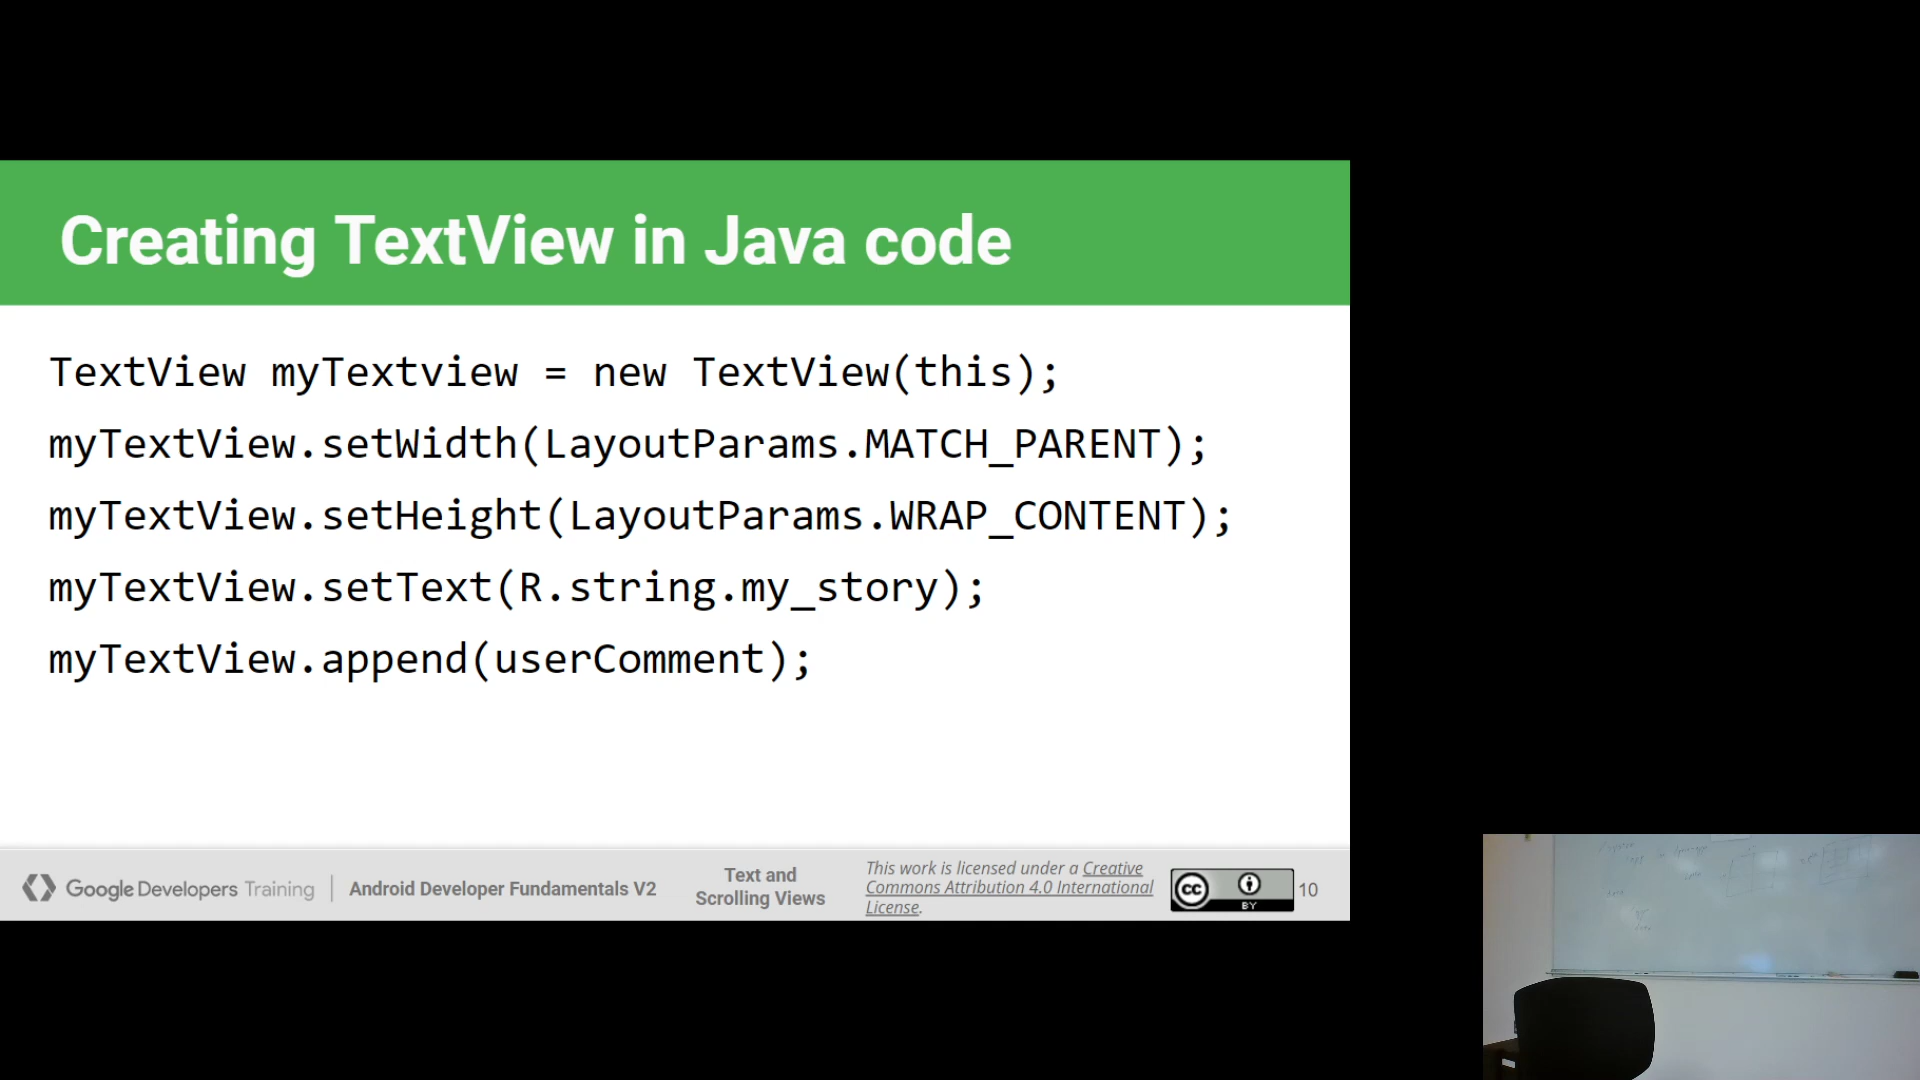 Creating TextView in Java code
TextView myTextview = new TextView(this);
myTextView.setWidth(LayoutParams.MATCH_PARENT);
myTextView.setHeight(LayoutParams.WRAP_CONTENT);
myTextView.setText(R.string.my_story);
myTextView.append(userComment);
Google Developers Training
Android Developer Fundamentals V2
Text and
Scrolling Views
This work is licensed under a Creative
Commons Attribution 4.0 International
License.
cc
BY
10